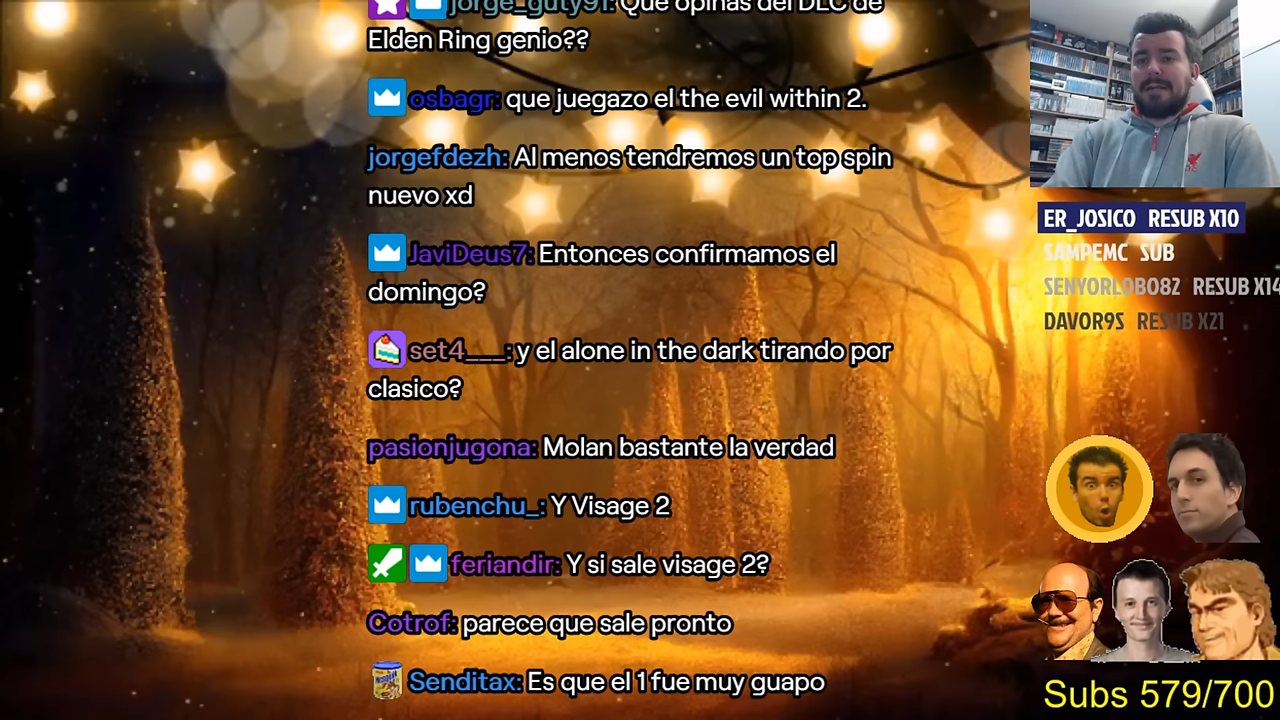 jorge_guty91: Que opinas del DLC de
Elden Ring genio??
osbagr: que juegazo el the evil within 2.
jorgefdezh: Al menos tendremos un top spin
nuevo xd
JaviDeus7: Entonces confirmamos el
domingo?
set4___: y el alone in the dark tirando por
clasico?
pasionjugona: Molan bastante la verdad
rubenchu_: Y Visage 2
feriandir: Y si sale visage 2?
Cotrof: parece que sale pronto
Senditax: Es que el 1 fue muy guapo
ER_JOSICO RESUB X10
SAMPEMC SUB
SENYORLOBO82 RESUB X14
DAVOR9S RESUB X21
Subs 579/700